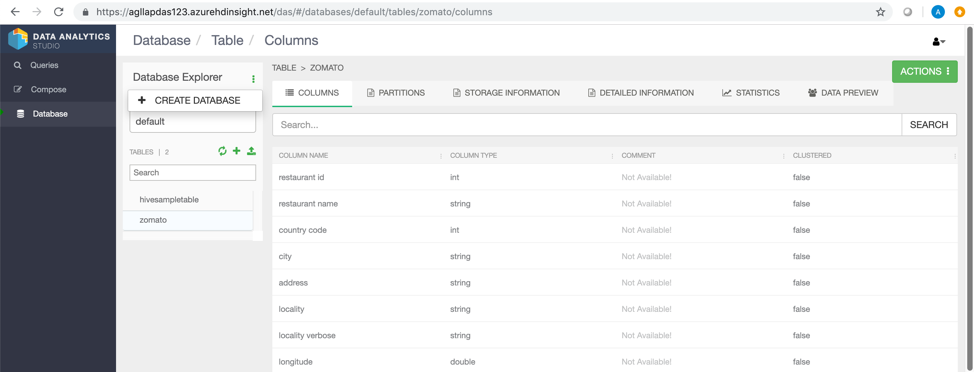 https://agllapdas123.azurehdinsight.net/das/#/databases/default/tables/zomato/columns
A
DATA ANALYTICS
STUDIO
Queries
Compose
Database
Database / Table / Columns
Database Explorer
+ CREATE DATABASE
default
TABLES | 2
Search
hivesampletable
zomato
TABLE > ZOMATO
ACTIONS
COLUMNS PARTITIONS STORAGE INFORMATION DETAILED INFORMATION STATISTICS DATA PREVIEW
Search... SEARCH
COLUMN NAME COLUMN TYPE COMMENT CLUSTERED
restaurant id int Not Available! false
restaurant name string Not Available! false
country code int Not Available! false
city string Not Available! false
address string Not Available! false
locality string Not Available! false
locality verbose string Not Available! false
longitude double Not Available! false